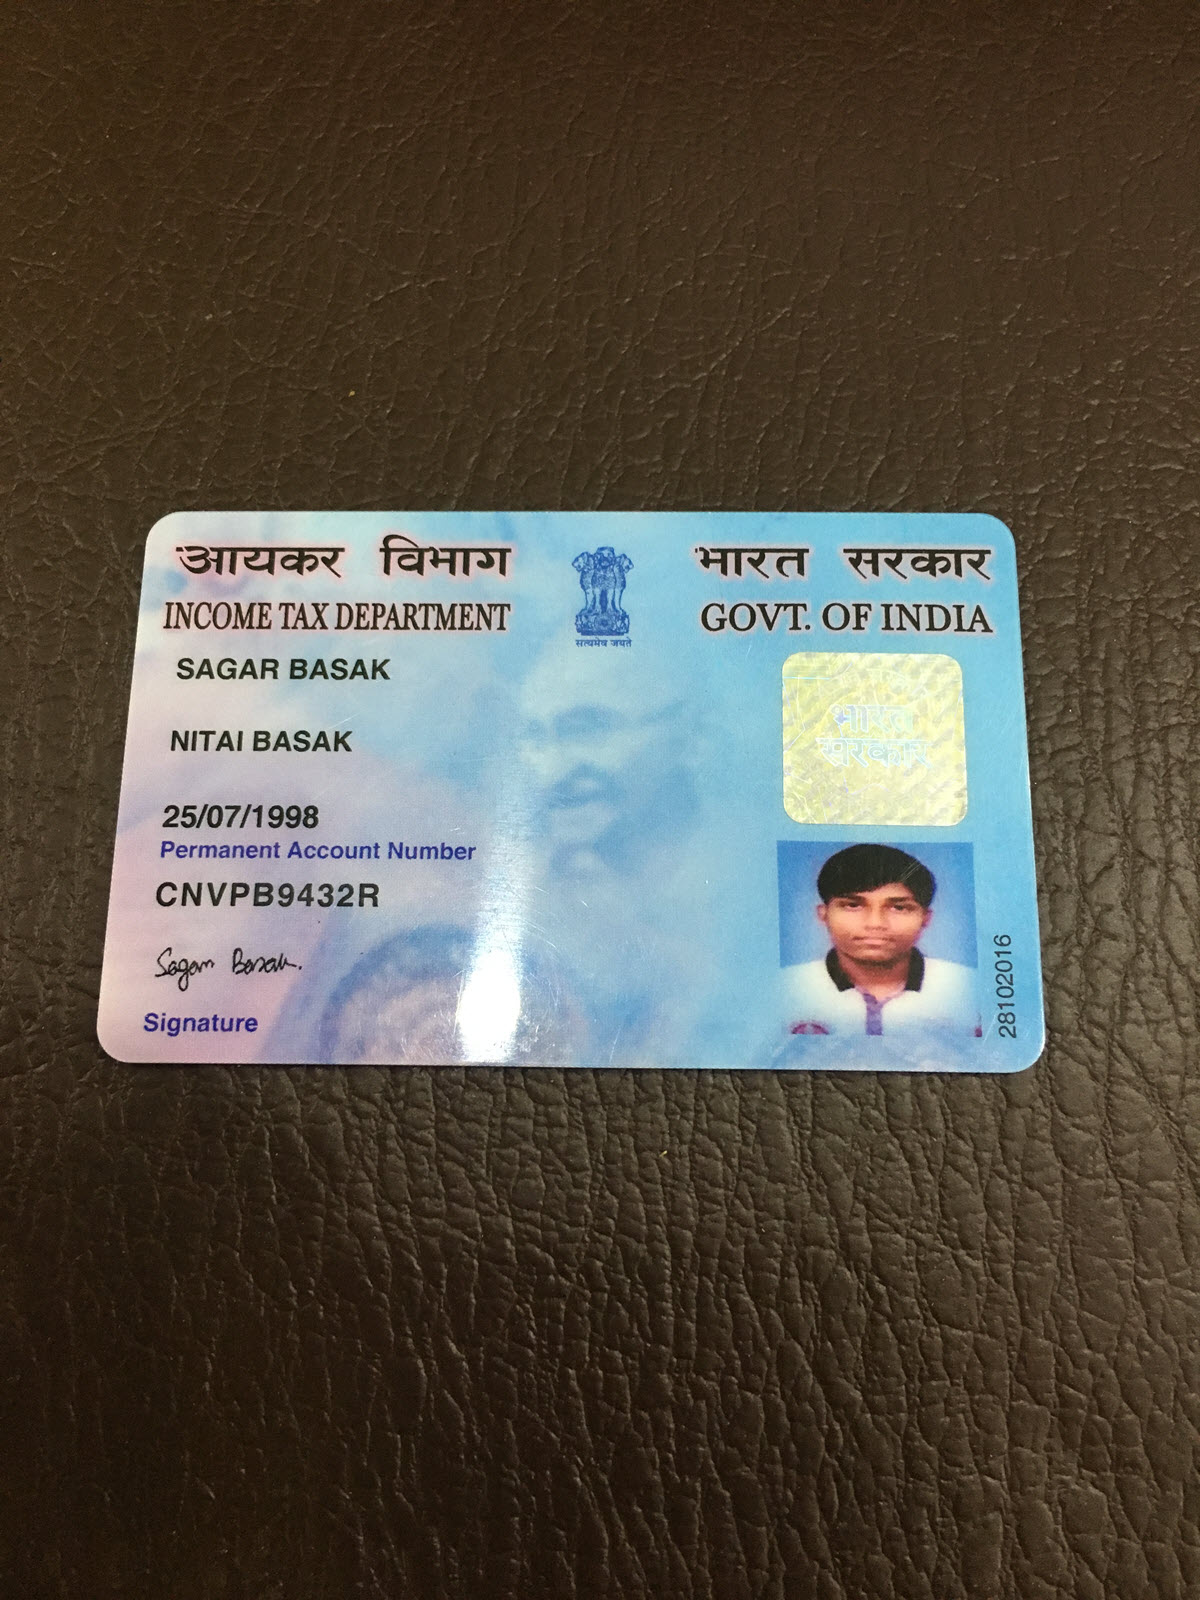 आयकर विभाग
INCOME TAX DEPARTMENT
सत्यमेव जयते
भारत सरकार
GOVT. OF INDIA
SAGAR BASAK
NITAI BASAK
25/07/1998
Permanent Account Number
CNVPB9432R
Sagar Basak.
Signature
भारत
सरकार
28102016